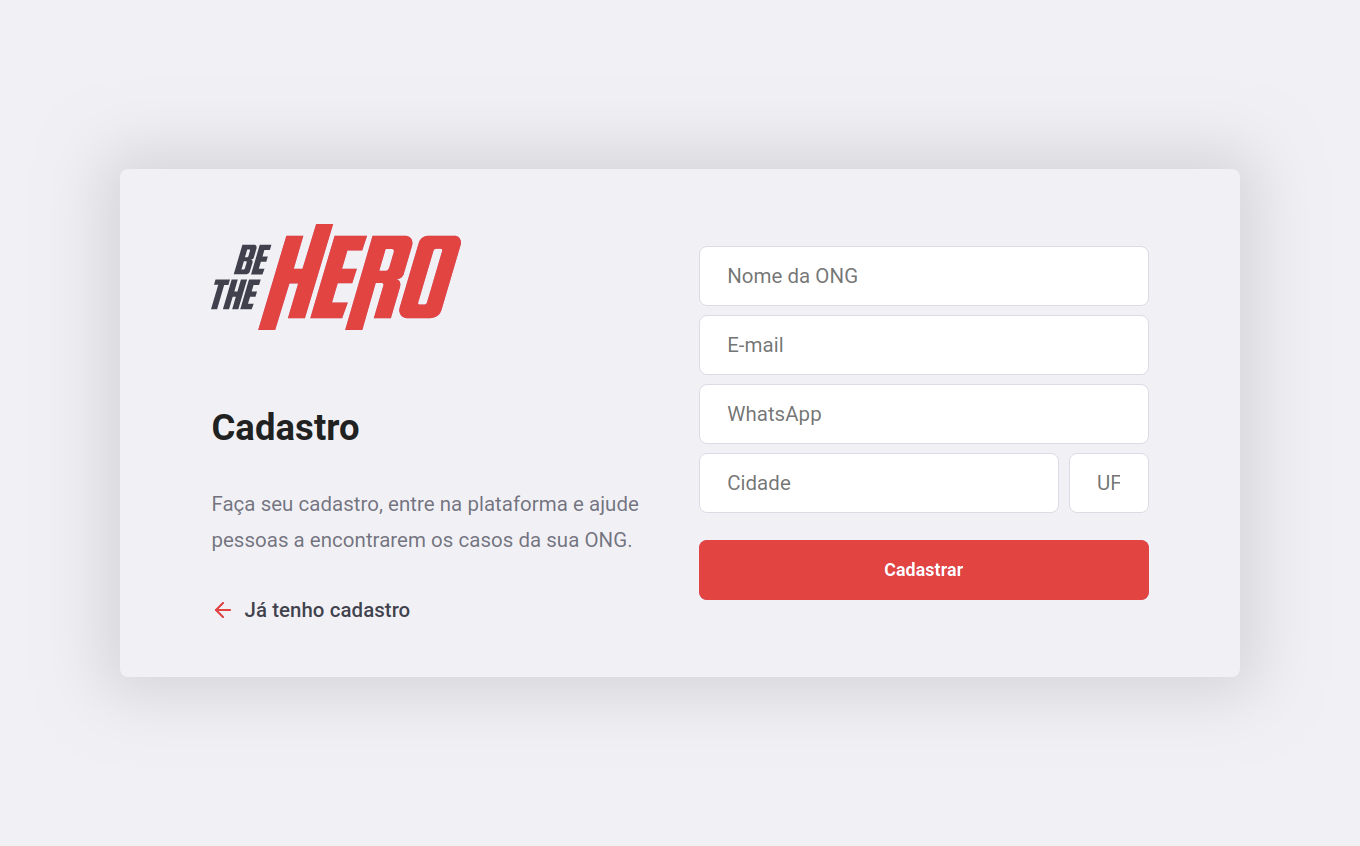 BE
THE HERO
Cadastro
Faça seu cadastro, entre na plataforma e ajude
pessoas a encontrarem os casos da sua ONG.
Já tenho cadastro
Nome da ONG
E-mail
WhatsApp
Cidade
UF
Cadastrar